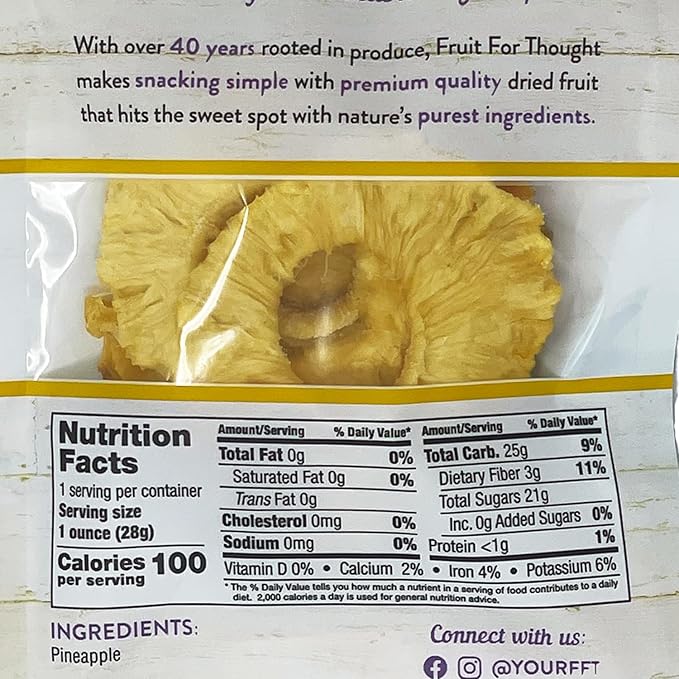 With over 40 years rooted in produce, Fruit For Thought
makes snacking simple with premium quality dried fruit
that hits the sweet spot with nature's purest ingredients.
Nutrition
Facts
1 serving per container
Serving size
1 ounce (28g)
Calories 100
per serving
Amount/Serving % Daily Value*
Total Fat 0g 0%
Saturated Fat 0g 0%
Trans Fat 0g
Cholesterol 0mg 0%
Sodium 0mg 0%
Amount/Serving % Daily Value*
Total Carb. 25g 9%
Dietary Fiber 3g 11%
Total Sugars 21g
Inc. 0g Added Sugars 0%
Protein <1g 1%
Vitamin D 0% • Calcium 2% • Iron 4% • Potassium 6%
* The % Daily Value tells you how much a nutrient in a serving of food contributes to a daily
diet. 2,000 calories a day is used for general nutrition advice.
INGREDIENTS:
Pineapple
Connect with us:
@YOURFFT